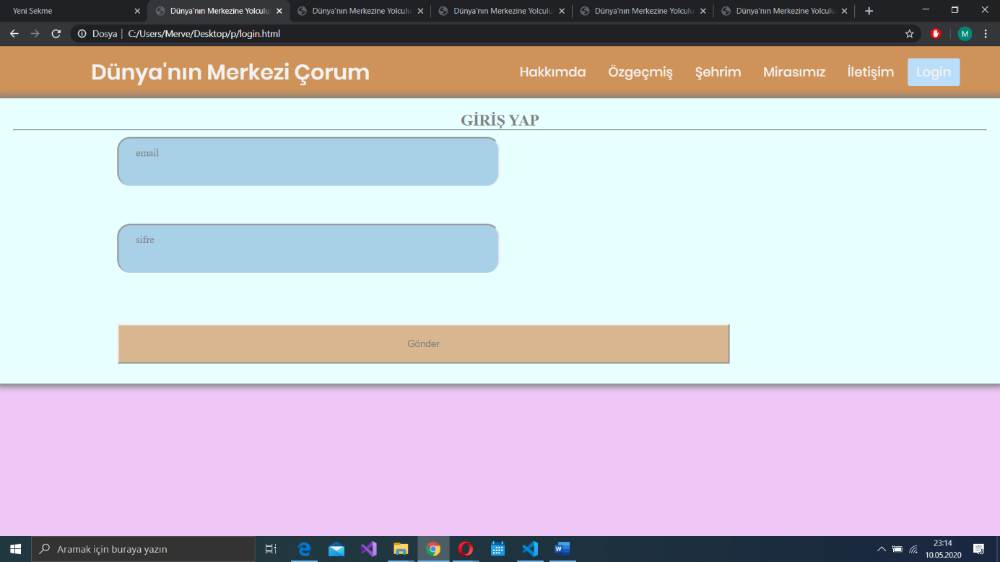 Yeni Sekme
Dünya'nın Merkezine Yolculu
Dünya'nın Merkezine Yolculu
Dünya'nın Merkezine Yolculu
Dünya'nın Merkezine Yolculu
Dünya'nın Merkezine Yolculu
Dosya | C:/Users/Merve/Desktop/p/login.html
M
Dünya'nın Merkezi Çorum
Hakkımda Özgeçmiş Şehrim Mirasımız İletişim Login
GİRİŞ YAP
email
sifre
Gönder
Aramak için buraya yazın
23:14
10.05.2020